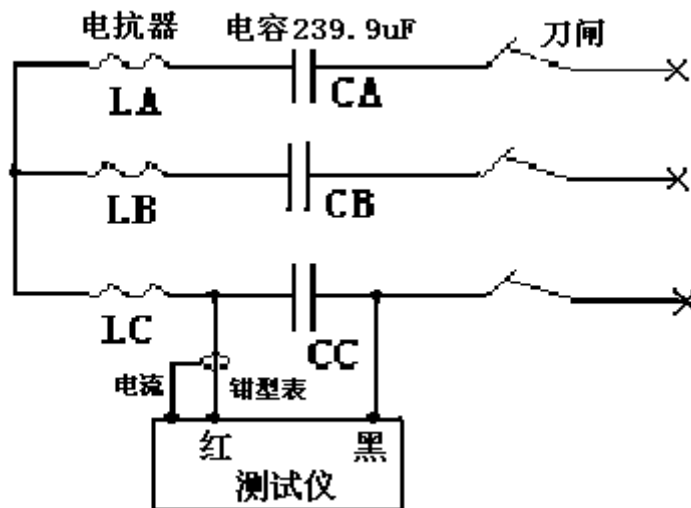 电抗器 电容239.9uF 刀闸
LA CA
LB CB
LC CC
电流 钳型表
红 黑
测试仪